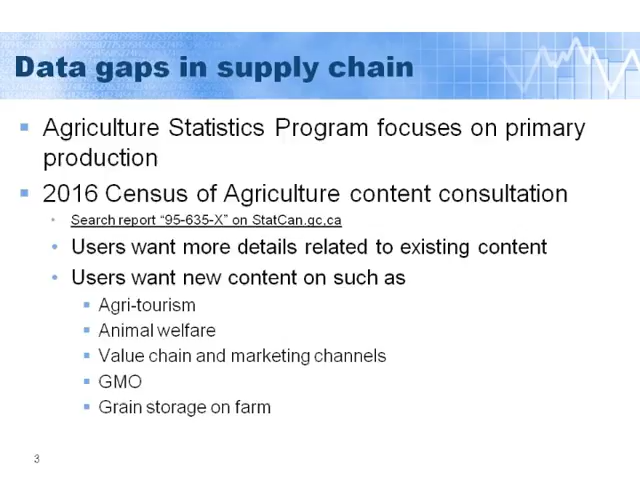 Data gaps in supply chain
Agriculture Statistics Program focuses on primary
production
2016 Census of Agriculture content consultation
Search report “95-635-X” on StatCan.gc,ca
Users want more details related to existing content
Users want new content on such as
Agri-tourism
Animal welfare
Value chain and marketing channels
GMO
Grain storage on farm
3